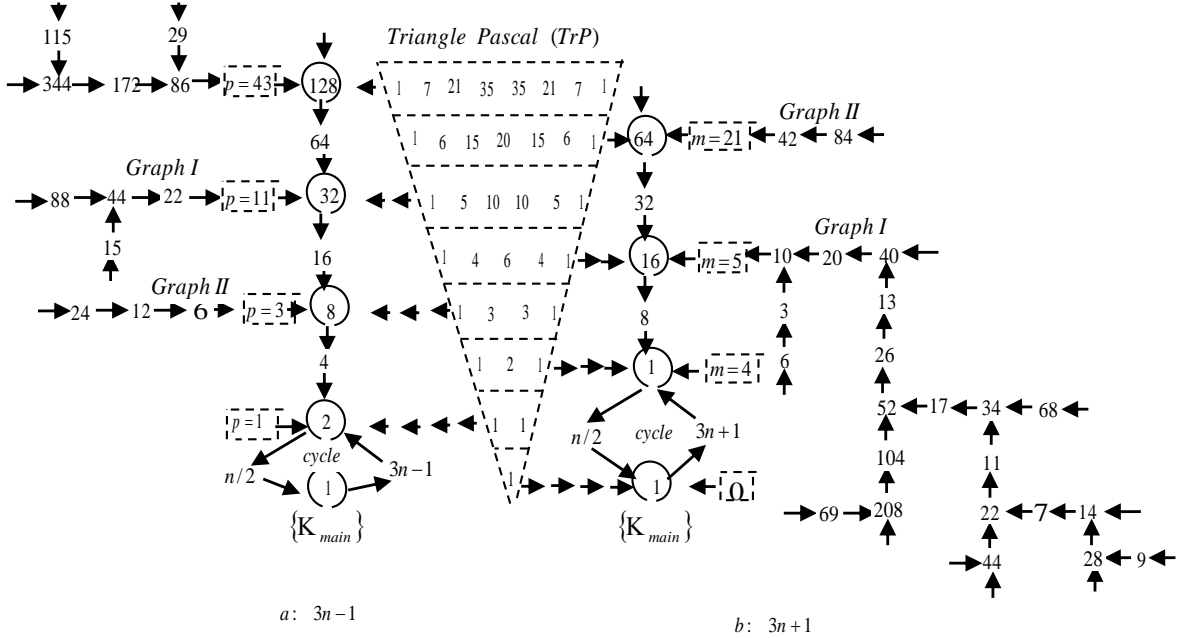 115 29 Triangle Pascal (TrP)
344 172 86 p = 43 128 1 7 21 35 35 21 7 1
Graph II
64 1 6 15 20 15 6 1 64 m = 21 42 84
Graph I
88 44 22 p = 11 32 1 5 10 10 5 1 32
Graph I
15 16 1 4 6 4 1 16 m = 5 10 20 40
Graph II
24 12 6 p = 3 8 1 3 3 1 8 3 13
4 1 2 1 1 m = 4 6 26
p = 1 2 1 1 52 17 34 68
n/2 cycle 3n−1 n/2 cycle 3n+1
104 11
1 1 1 0
{K main} {K main} 69 208 22 7 14
44 28 9
a: 3n−1 b: 3n+1